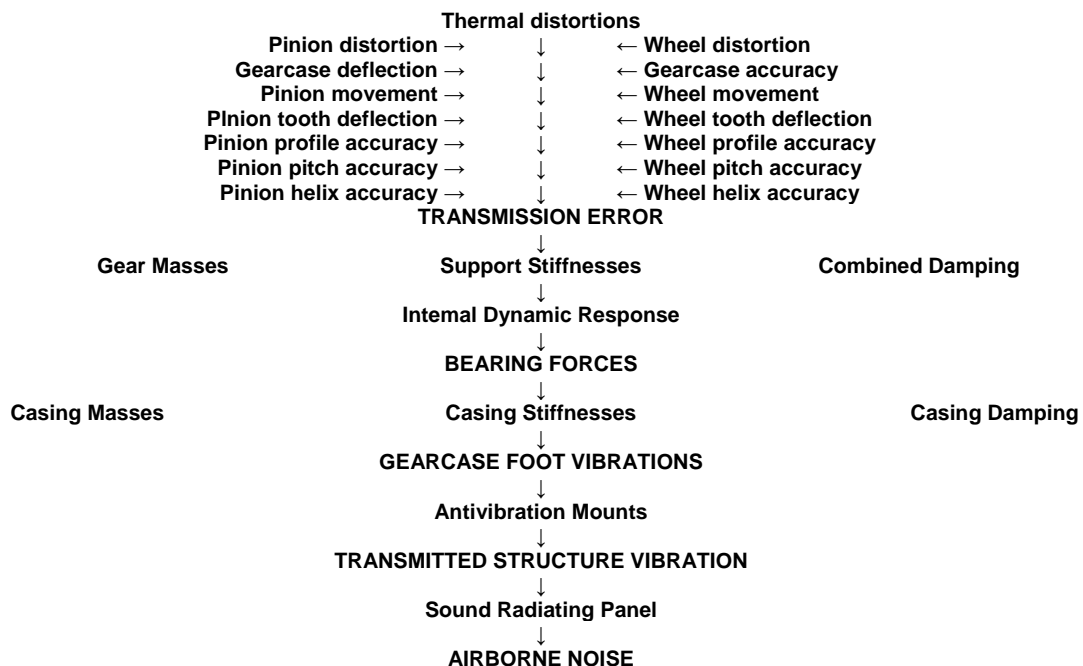 Thermal distortions
Pinion distortion → ↓ ← Wheel distortion
Gearcase deflection → ↓ ← Gearcase accuracy
Pinion movement → ↓ ← Wheel movement
PInion tooth deflection → ↓ ← Wheel tooth deflection
Pinion profile accuracy → ↓ ← Wheel profile accuracy
Pinion pitch accuracy → ↓ ← Wheel pitch accuracy
Pinion helix accuracy → ↓ ← Wheel helix accuracy
TRANSMISSION ERROR
↓
Gear Masses Support Stiffnesses Combined Damping
↓
Intemal Dynamic Response
↓
BEARING FORCES
↓
Casing Masses Casing Stiffnesses Casing Damping
↓
GEARCASE FOOT VIBRATIONS
↓
Antivibration Mounts
↓
TRANSMITTED STRUCTURE VIBRATION
↓
Sound Radiating Panel
↓
AIRBORNE NOISE